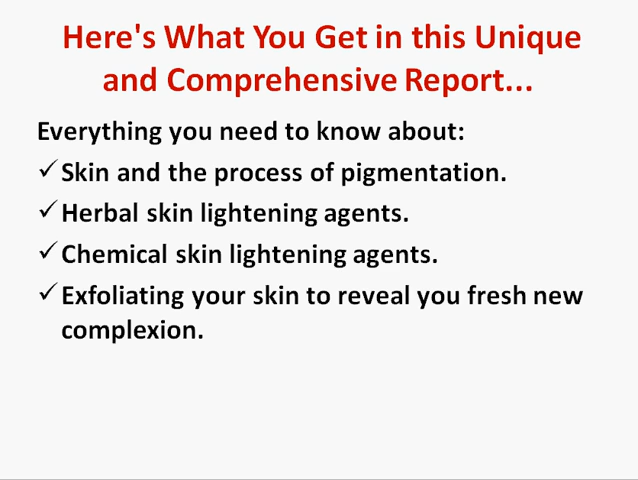 Here's What You Get in this Unique
and Comprehensive Report...
Everything you need to know about:
✓Skin and the process of pigmentation.
✓Herbal skin lightening agents.
✓Chemical skin lightening agents.
✓Exfoliating your skin to reveal you fresh new
complexion.